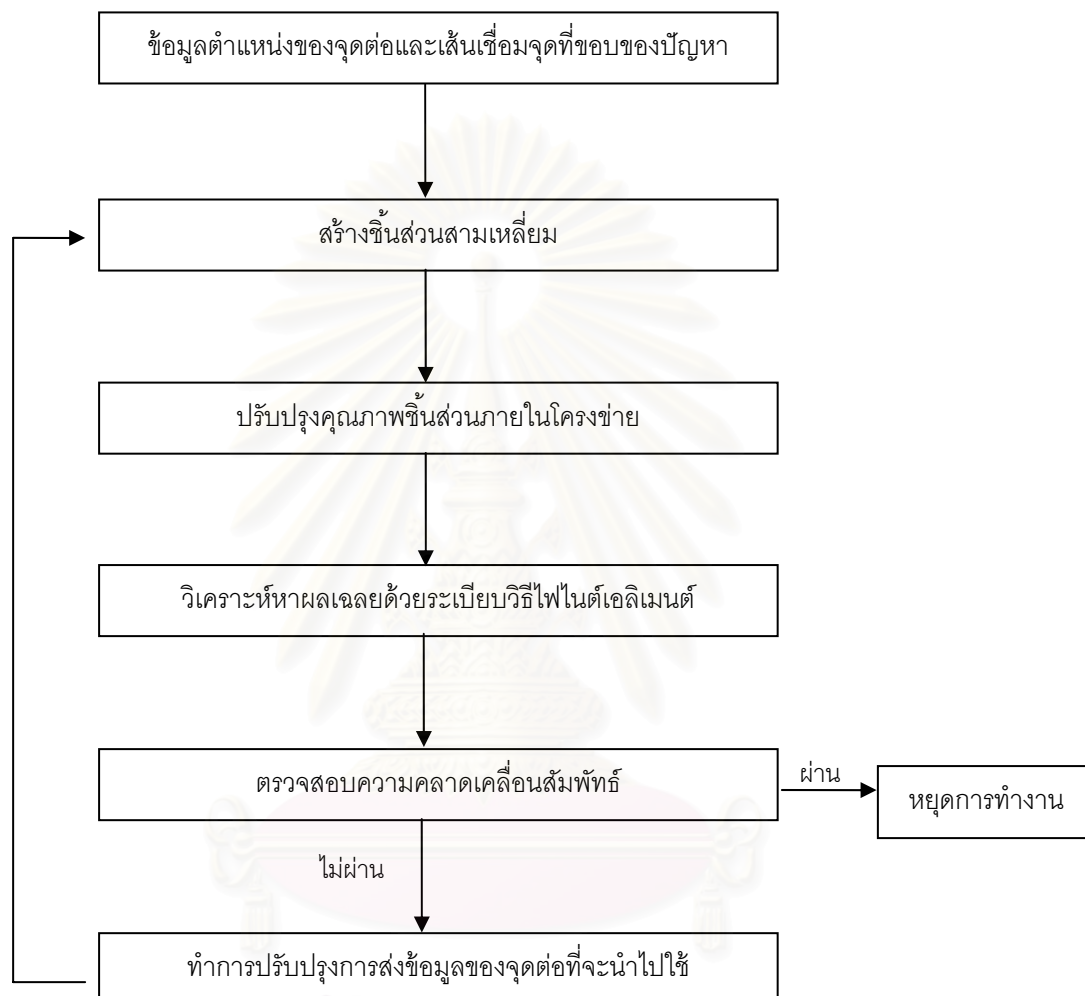 ข้อมูลตำแหน่งของจุดต่อและเส้นเชื่อมจุดที่ขอบของปัญหา
สร้างชิ้นส่วนสามเหลี่ยม
ปรับปรุงคุณภาพชิ้นส่วนภายในโครงข่าย
วิเคราะห์หาผลเฉลยด้วยระเบียบวิธีไฟไนต์เอลิเมนต์
ตรวจสอบความคลาดเคลื่อนสัมพัทธ์
ผ่าน
หยุดการทำงาน
ไม่ผ่าน
ทำการปรับปรุงการส่งข้อมูลของจุดต่อที่จะนำไปใช้